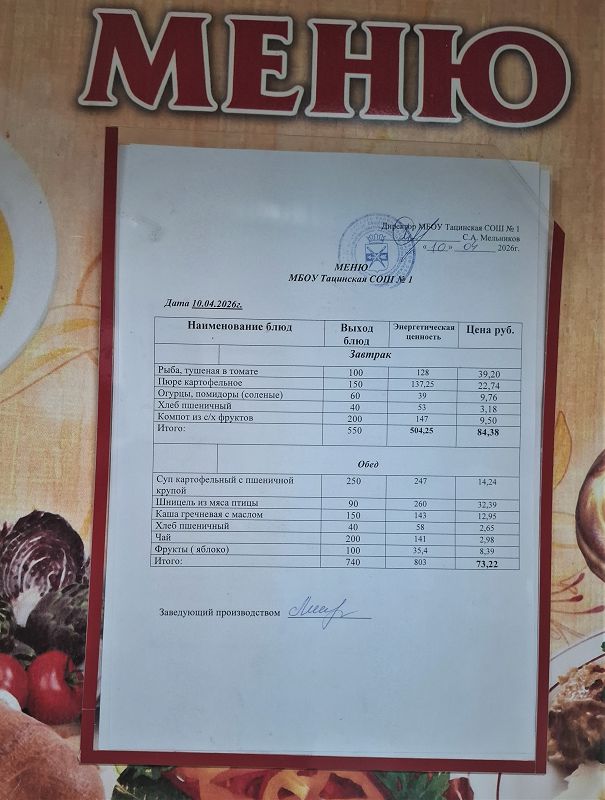 МЕНЮ
Директор МБОУ Тацинская СОШ № 1
С.А. Мельников
« 10 » 04 2026г.
МЕНЮ
МБОУ Тацинская СОШ № 1
Дата 10.04.2026г.
Наименование блюд Выход блюд Энергетическая ценность Цена руб.
Завтрак
Рыба, тушеная в томате 100 128 39,20
Пюре картофельное 150 137,25 22,74
Огурцы, помидоры (соленые) 60 39 9,76
Хлеб пшеничный 40 53 3,18
Компот из с/х фруктов 200 147 9,50
Итого: 550 504,25 84,38
Обед
Суп картофельный с пшеничной крупой 250 247 14,24
Шницель из мяса птицы 90 260 32,39
Каша гречневая с маслом 150 143 12,95
Хлеб пшеничный 40 58 2,65
Чай 200 141 2,98
Фрукты ( яблоко) 100 35,4 8,39
Итого: 740 803 73,22
Заведующий производством